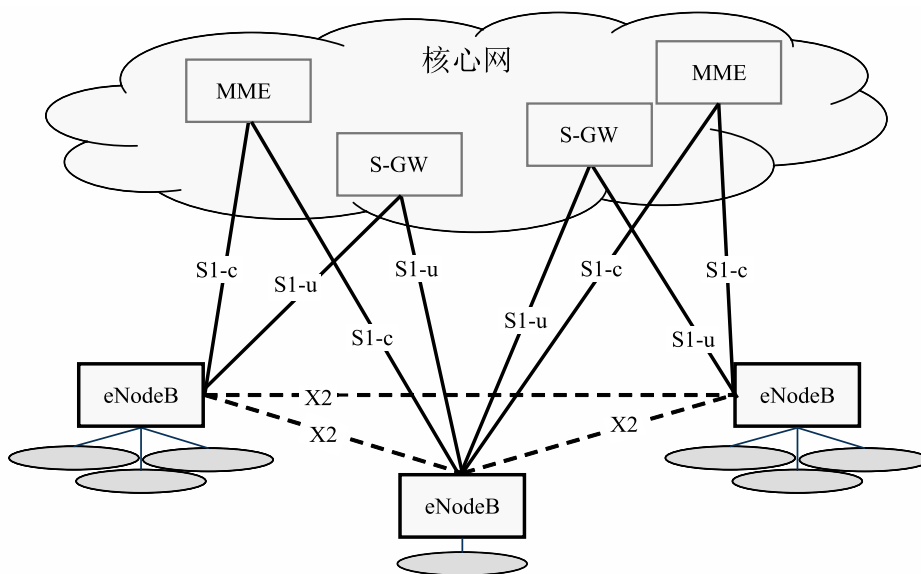 核心网
MME
MME
S-GW
S-GW
S1-c
S1-u
S1-u
S1-c
S1-c
S1-u
S1-c
S1-u
eNodeB
X2
eNodeB
X2
X2
eNodeB